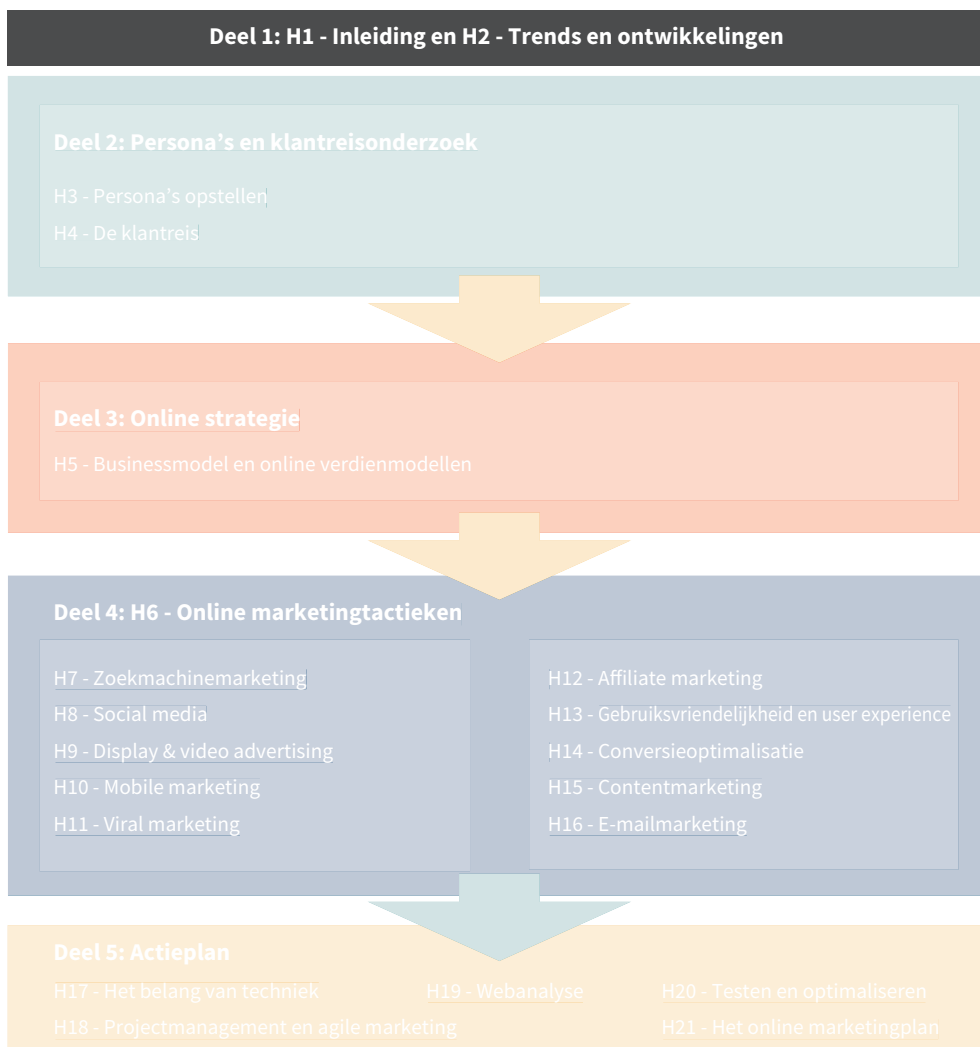 Deel 1: H1 - Inleiding en H2 - Trends en ontwikkelingen
Deel 2: Persona’s en klantreisonderzoek
H3 - Persona’s opstellen
H4 - De klantreis
Deel 3: Online strategie
H5 - Businessmodel en online verdienmodellen
Deel 4: H6 - Online marketingtactieken
H7 - Zoekmachinemarketing
H8 - Social media
H9 - Display & video advertising
H10 - Mobile marketing
H11 - Viral marketing
H12 - Affiliate marketing
H13 - Gebruiksvriendelijkheid en user experience
H14 - Conversieoptimalisatie
H15 - Contentmarketing
H16 - E-mailmarketing
Deel 5: Actieplan
H17 - Het belang van techniek
H18 - Projectmanagement en agile marketing
H19 - Webanalyse
H20 - Testen en optimaliseren
H21 - Het online marketingplan